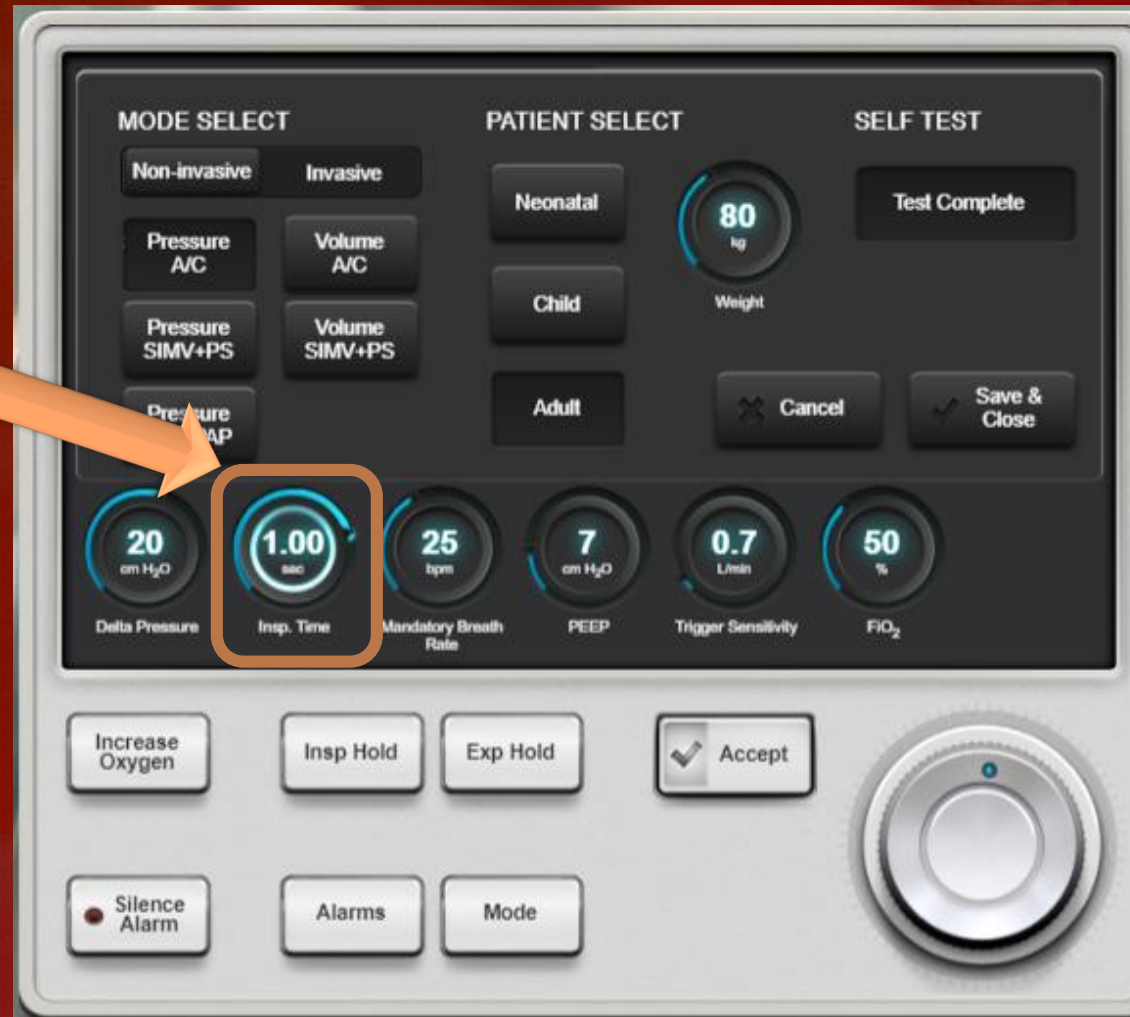 MODE SELECT
Non-invasive
Invasive
Pressure
A/C
Volume
A/C
Pressure
SIMV+PS
Volume
SIMV+PS
Pressure
PATIENT SELECT
Neonatal
Child
Adult
80
kg
Weight
SELF TEST
Test Complete
Cancel
Save &
Close
20
cm H₂O
Delta Pressure
1.00
sec
Insp. Time
25
bpm
Mandatory Breath
Rate
7
cm H₂O
PEEP
0.7
L/min
Trigger Sensitivity
50
%
FiO₂
Increase
Oxygen
Insp Hold
Exp Hold
Accept
Silence
Alarm
Alarms
Mode